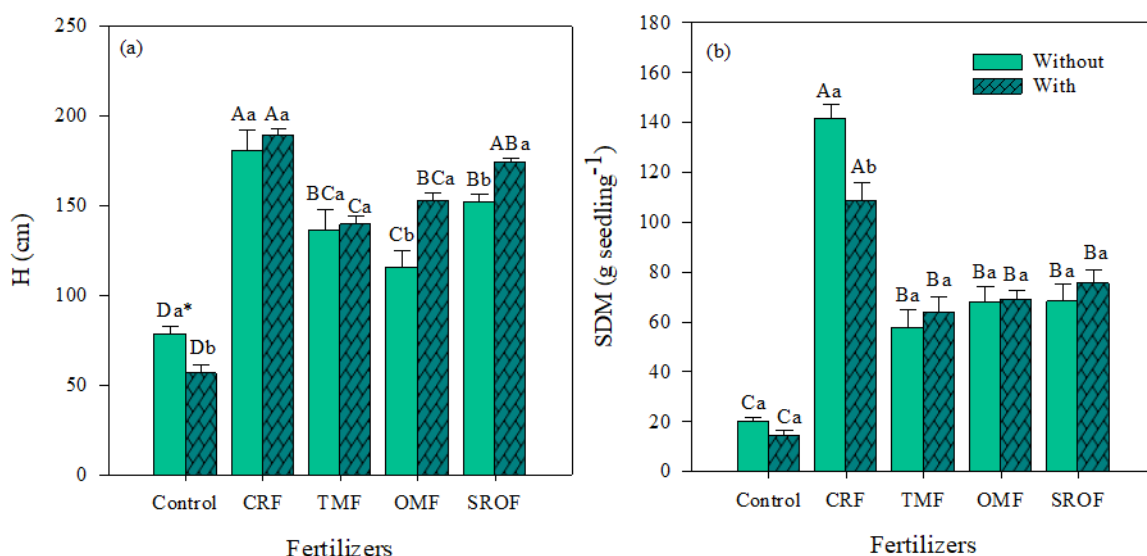 (a)
H (cm)
250
200
150
100
50
0
Da*
Db
Aa
Aa
BCa
Ca
Cb
BCa
Bb
ABa
Control
CRF
TMF
OMF
SROF
Fertilizers
(b)
SDM (g seedling-1)
180
160
140
120
100
80
60
40
20
0
Without
With
Ca
Ca
Aa
Ab
Ba
Ba
Ba
Ba
Ba
Ba
Control
CRF
TMF
OMF
SROF
Fertilizers